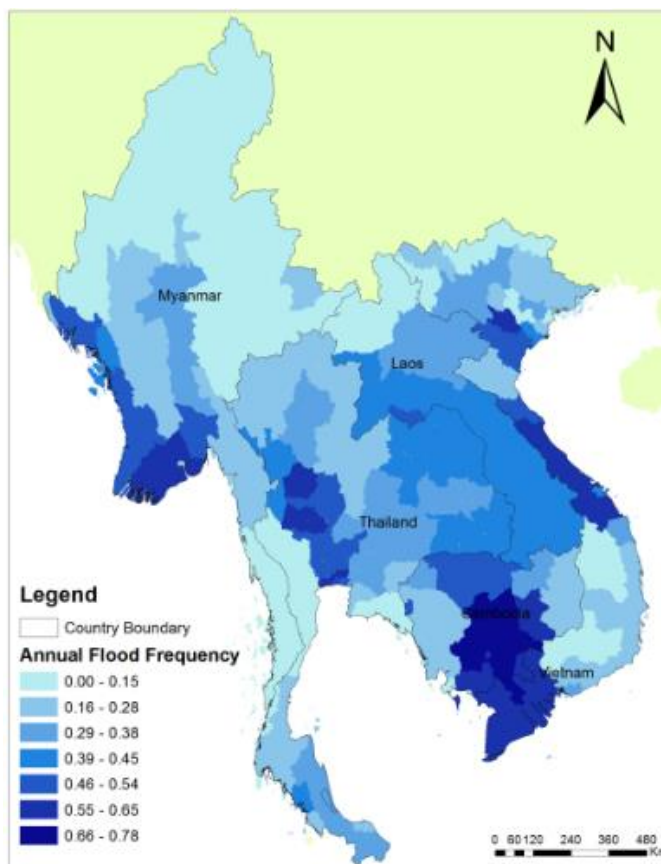 N
Myanmar
Laos
Thailand
Cambodia
Vietnam
Legend
Country Boundary
Annual Flood Frequency
0.00 - 0.15
0.16 - 0.28
0.29 - 0.38
0.39 - 0.45
0.46 - 0.54
0.55 - 0.65
0.66 - 0.78
0 60 120 240 360 480